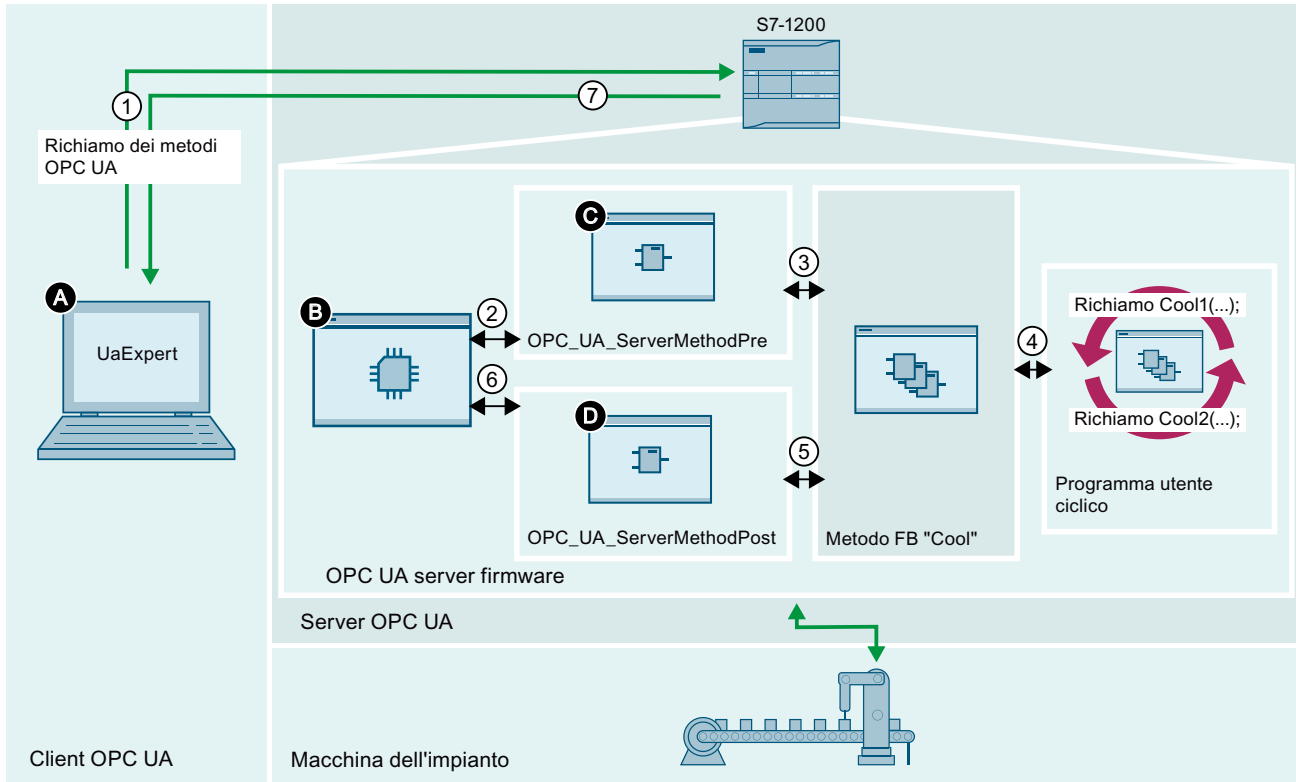 S7-1200
1
7
Richiamo dei metodi
OPC UA
A
UaExpert
B
2
6
C
OPC_UA_ServerMethodPre
D
OPC_UA_ServerMethodPost
3
5
Metodo FB "Cool"
4
Richiamo Cool1(...);
Richiamo Cool2(...);
Programma utente
ciclico
OPC UA server firmware
Server OPC UA
Client OPC UA
Macchina dell'impianto